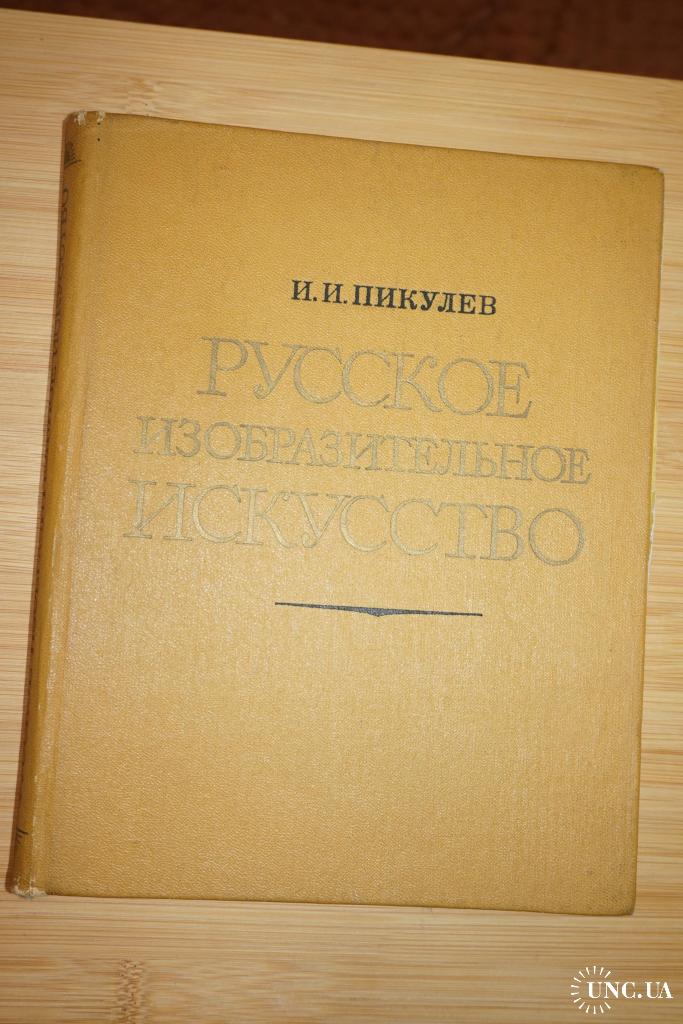 И. И. ПИКУЛЕВ
РУССКОЕ
ИЗОБРАЗИТЕЛЬНОЕ
ИСКУССТВО
UNC.UA